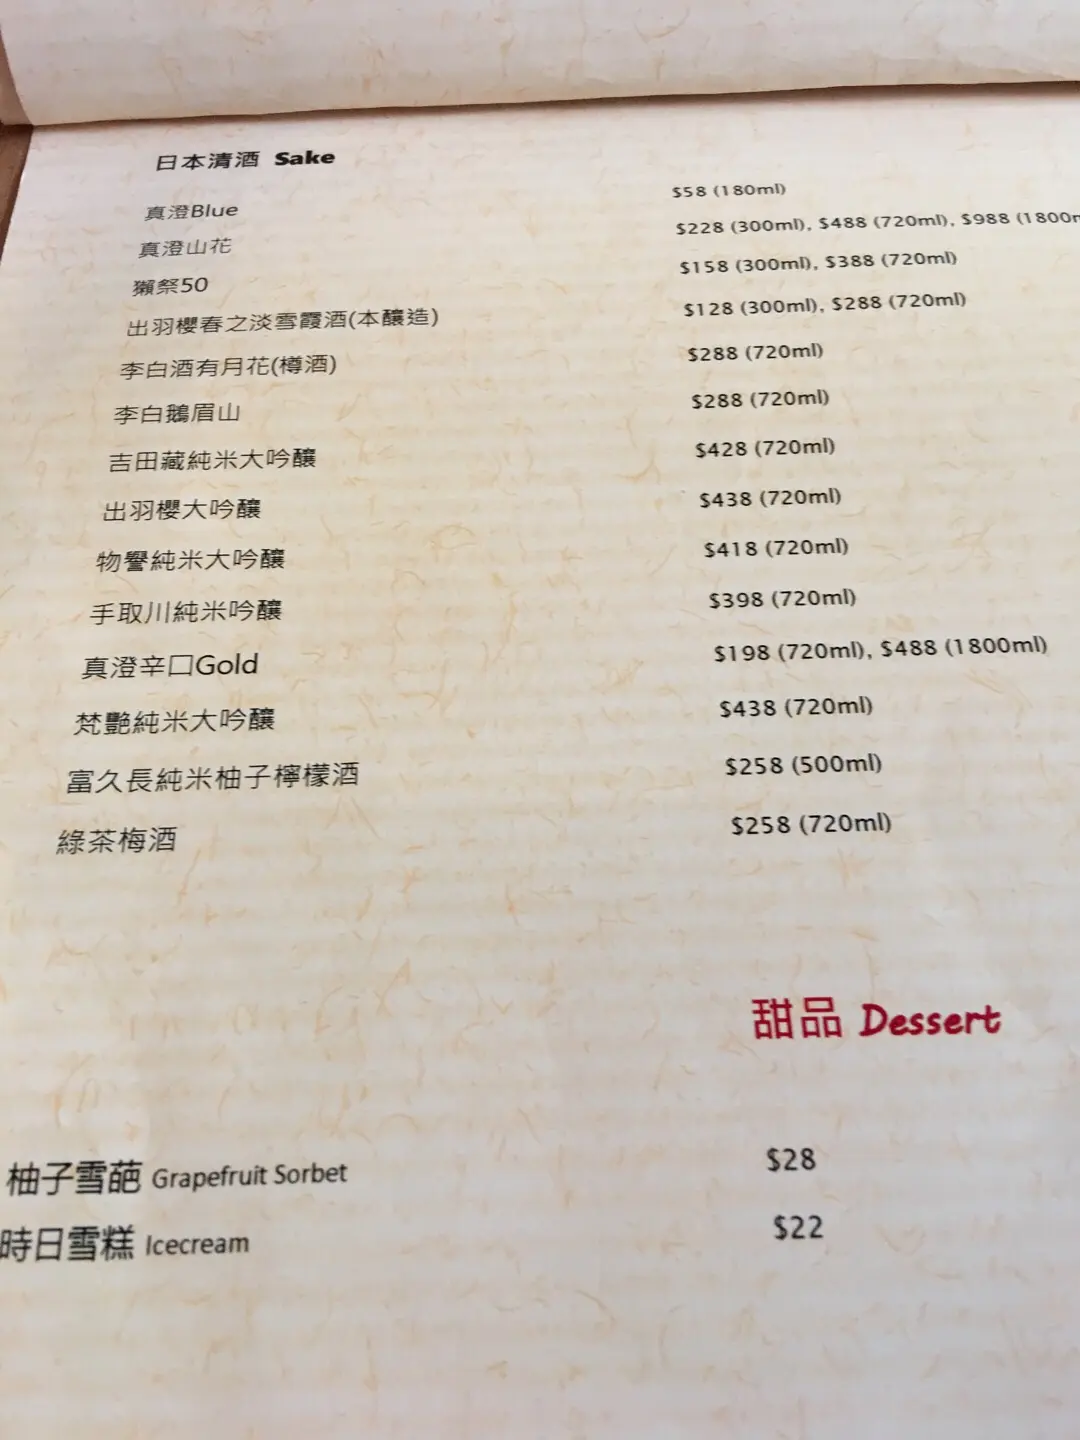 日本清酒 Sake
真澄Blue $58 (180ml)
真澄山花 $228 (300ml), $488 (720ml), $988 (1800m
獺祭50 $158 (300ml), $388 (720ml)
出羽櫻春之淡雪霞酒(本釀造) $128 (300ml), $288 (720ml)
李白酒有月花(樽酒) $288 (720ml)
李白鵝眉山 $288 (720ml)
吉田藏純米大吟釀 $428 (720ml)
出羽櫻大吟釀 $438 (720ml)
物譽純米大吟釀 $418 (720ml)
手取川純米吟釀 $398 (720ml)
真澄辛口Gold $198 (720ml), $488 (1800ml)
梵艷純米大吟釀 $438 (720ml)
富久長純米柚子檸檬酒 $258 (500ml)
綠茶梅酒 $258 (720ml)
甜品 Dessert
柚子雪葩 Grapefruit Sorbet $28
時日雪糕 Icecream $22